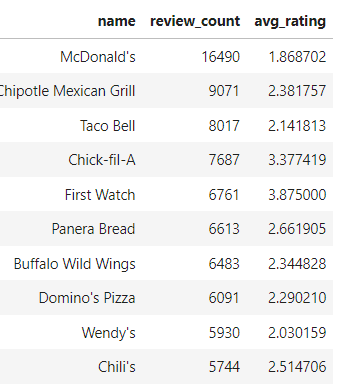 name review_count avg_rating
McDonald's 16490 1.868702
Chipotle Mexican Grill 9071 2.381757
Taco Bell 8017 2.141813
Chick-fil-A 7687 3.377419
First Watch 6761 3.875000
Panera Bread 6613 2.661905
Buffalo Wild Wings 6483 2.344828
Domino's Pizza 6091 2.290210
Wendy's 5930 2.030159
Chili's 5744 2.514706